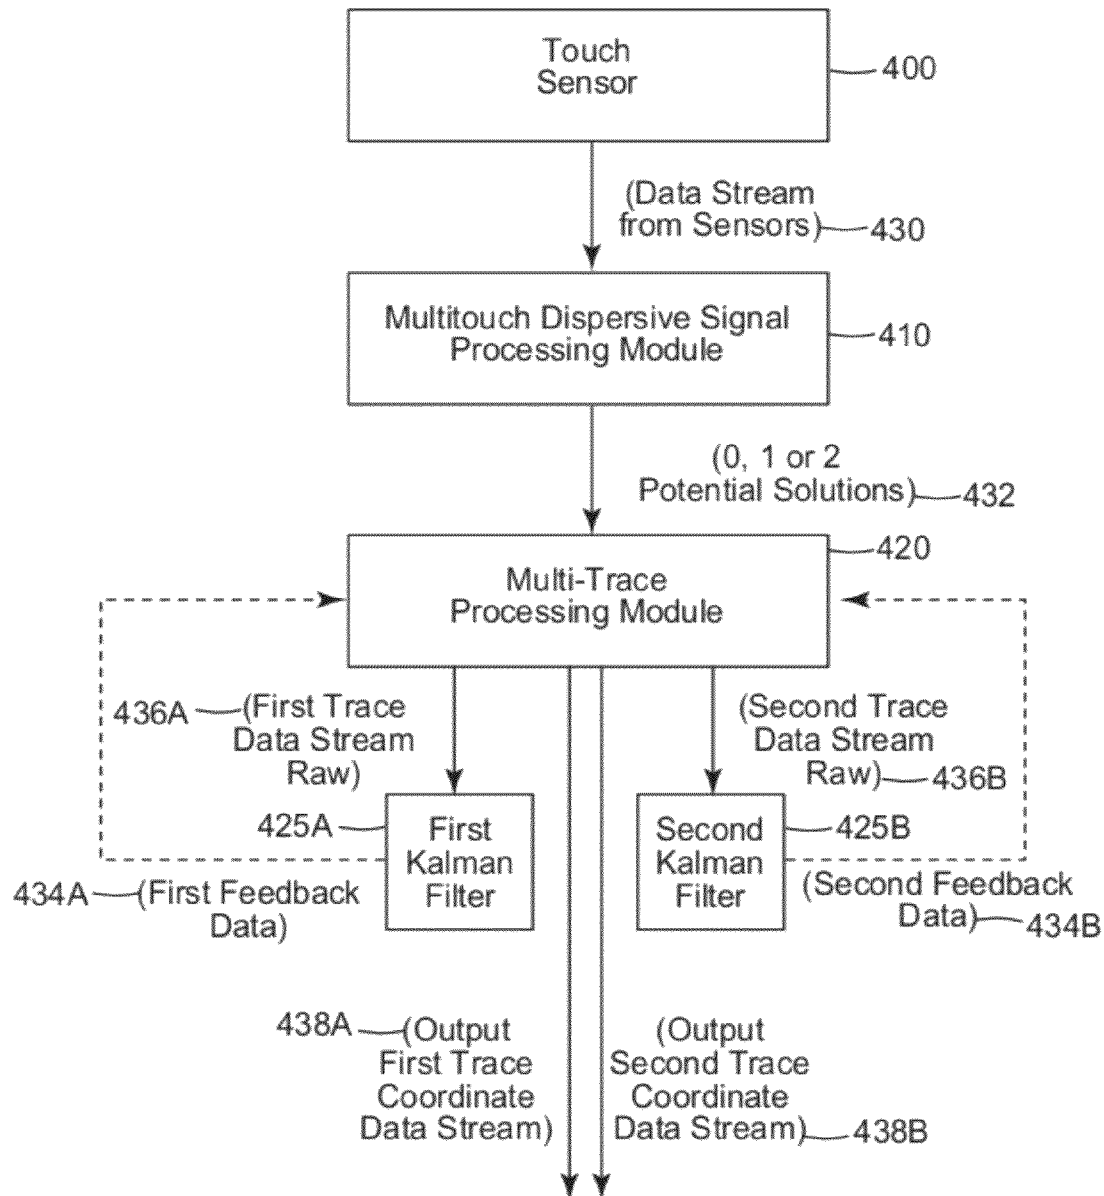 Touch
Sensor
400
(Data Stream
from Sensors)
430
Multitouch Dispersive Signal
Processing Module
410
(0, 1 or 2
Potential Solutions)
432
420
Multi-Trace
Processing Module
436A
(First Trace
Data Stream
Raw)
(Second Trace
Data Stream
Raw)
436B
425A
First
Kalman
Filter
Second
Kalman
Filter
425B
434A
(First Feedback
Data)
(Second Feedback
Data)
434B
438A
(Output
First Trace
Coordinate
Data Stream)
(Output
Second Trace
Coordinate
Data Stream)
438B